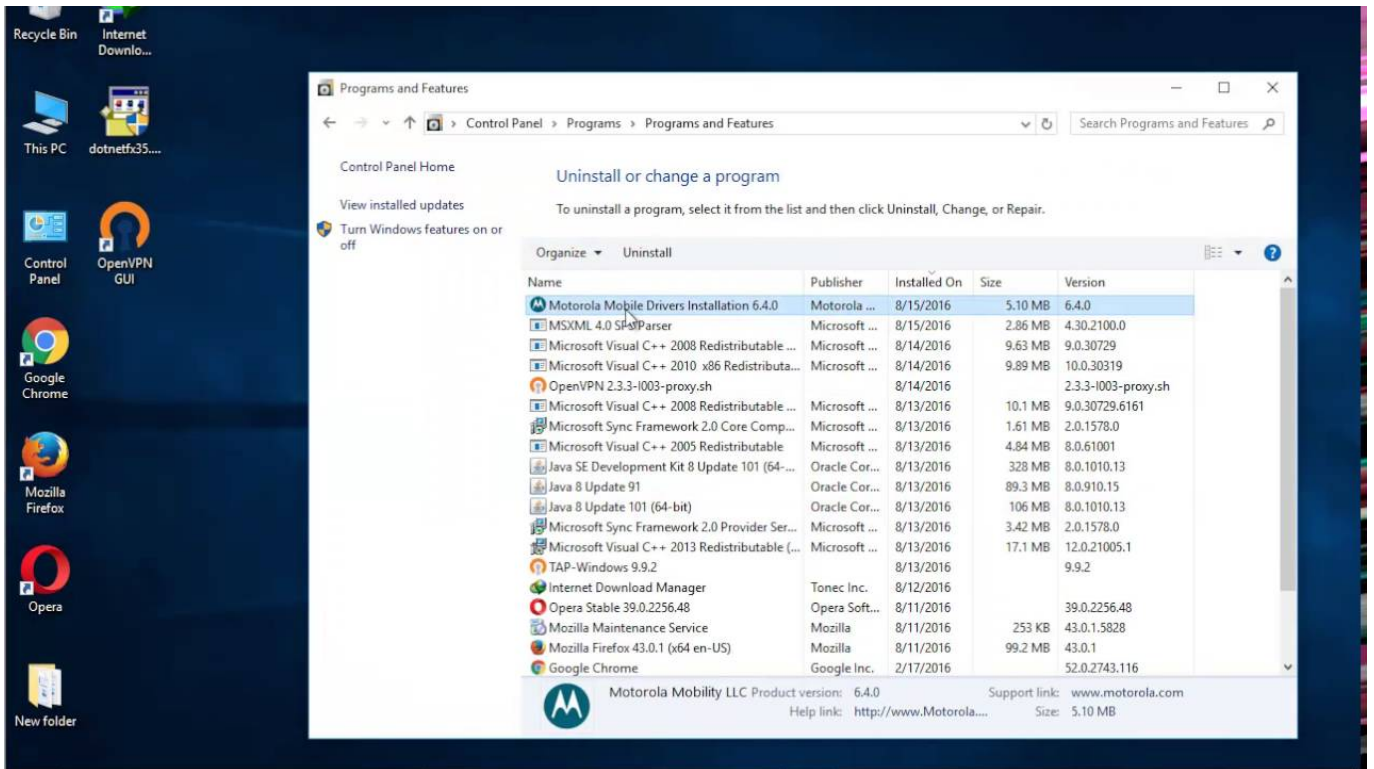 Recycle Bin
Internet
Downlo...
This PC
dotnetfx35....
Control
Panel
OpenVPN
GUI
Google
Chrome
Mozilla
Firefox
Opera
New folder
Programs and Features
Control Panel > Programs > Programs and Features
Search Programs and Features
Control Panel Home
View installed updates
Turn Windows features on or
off
Uninstall or change a program
To uninstall a program, select it from the list and then click Uninstall, Change, or Repair.
Organize Uninstall
Name Publisher Installed On Size Version
Motorola Mobile Drivers Installation 6.4.0 Motorola ... 8/15/2016 5.10 MB 6.4.0
MSXML 4.0 Parser Microsoft ... 8/15/2016 2.86 MB 4.30.2100.0
Microsoft Visual C++ 2008 Redistributable ... Microsoft ... 8/14/2016 9.63 MB 9.0.30729
Microsoft Visual C++ 2010 x86 Redistributa... Microsoft ... 8/14/2016 9.89 MB 10.0.30319
OpenVPN 2.3.3-I003-proxy.sh 8/14/2016 2.3.3-I003-proxy.sh
Microsoft Visual C++ 2008 Redistributable ... Microsoft ... 8/13/2016 10.1 MB 9.0.30729.6161
Microsoft Sync Framework 2.0 Core Comp... Microsoft ... 8/13/2016 1.61 MB 2.0.1578.0
Microsoft Visual C++ 2005 Redistributable Microsoft ... 8/13/2016 4.84 MB 8.0.61001
Java SE Development Kit 8 Update 101 (64-... Oracle Cor... 8/13/2016 328 MB 8.0.1010.13
Java 8 Update 91 Oracle Cor... 8/13/2016 89.3 MB 8.0.910.15
Java 8 Update 101 (64-bit) Oracle Cor... 8/13/2016 106 MB 8.0.1010.13
Microsoft Sync Framework 2.0 Provider Ser... Microsoft ... 8/13/2016 3.42 MB 2.0.1578.0
Microsoft Visual C++ 2013 Redistributable (... Microsoft ... 8/13/2016 17.1 MB 12.0.21005.1
TAP-Windows 9.9.2 8/13/2016 9.9.2
Internet Download Manager Tonec Inc. 8/12/2016
Opera Stable 39.0.2256.48 Opera Soft... 8/11/2016 39.0.2256.48
Mozilla Maintenance Service Mozilla 8/11/2016 253 KB 43.0.1.5828
Mozilla Firefox 43.0.1 (x64 en-US) Mozilla 8/11/2016 99.2 MB 43.0.1
Google Chrome Google Inc. 2/17/2016 52.0.2743.116
Motorola Mobility LLC Product version: 6.4.0 Support link: www.motorola.com
Help link: http://www.Motorola.... Size: 5.10 MB